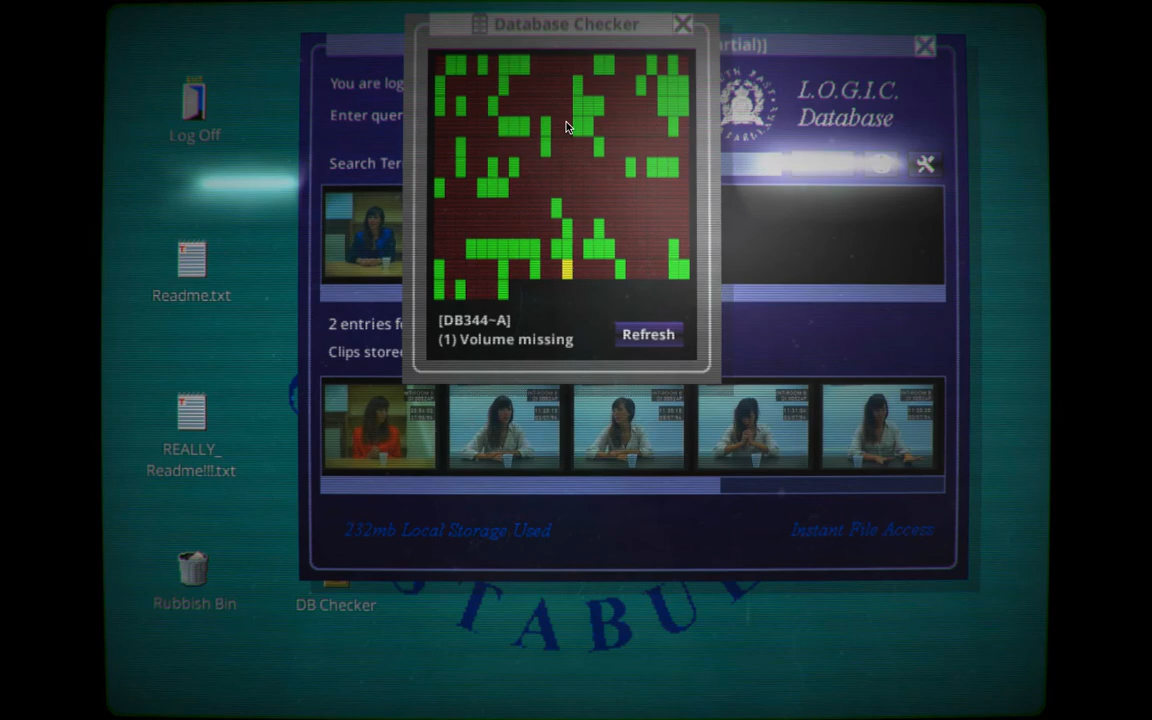 Database Checker
rtial)]
You are log
Enter quer
L.O.G.I.C.
Database
Log Off
Search Ter
Readme.txt
[DB344~A]
(1) Volume missing
Refresh
2 entries f
Clips store
REALLY_
Readme!!!.txt
232mb Local Storage Used
Instant File Access
Rubbish Bin
DB Checker
TABU